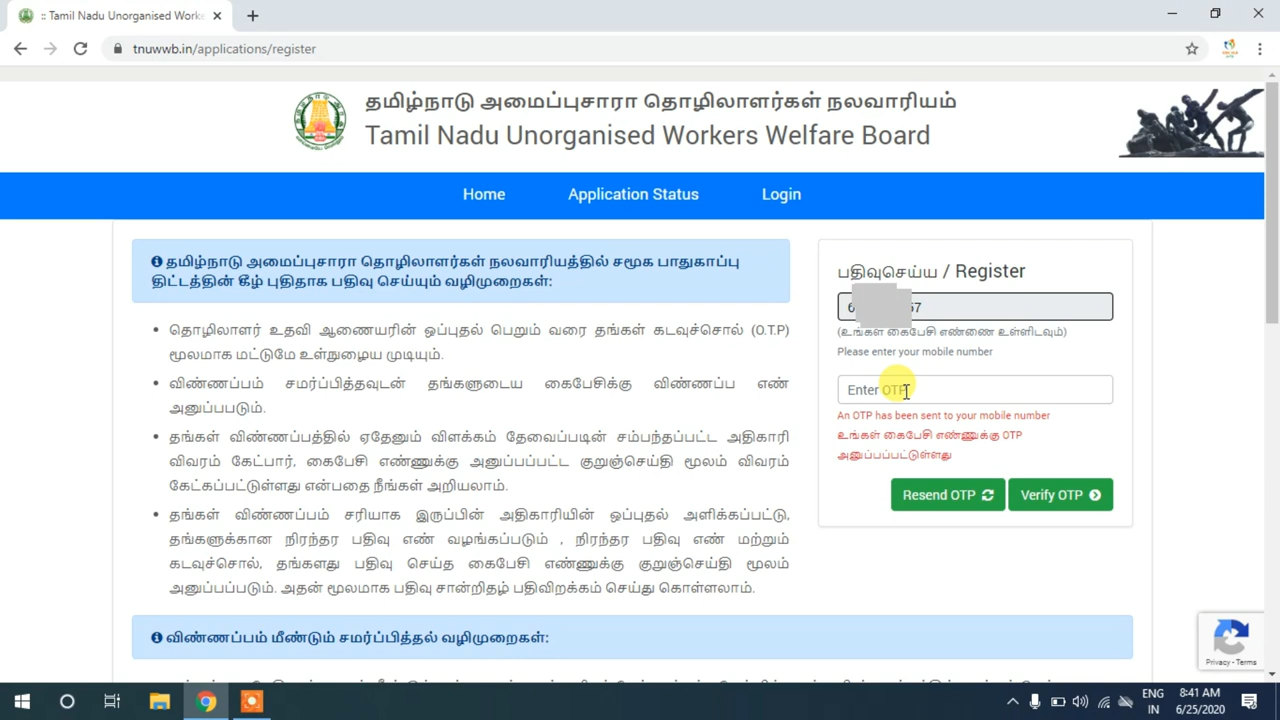 :: Tamil Nadu Unorganised Worke
tnuwwb.in/applications/register
தமிழ்நாடு அமைப்புசாரா தொழிலாளர்கள் நலவாரியம்
Tamil Nadu Unorganised Workers Welfare Board
Home Application Status Login
தமிழ்நாடு அமைப்புசாரா தொழிலாளர்கள் நலவாரியத்தில் சமூக பாதுகாப்பு
திட்டத்தின் கீழ் புதிதாக பதிவு செய்யும் வழிமுறைகள்:
தொழிலாளர் உதவி ஆணையரின் ஒப்புதல் பெறும் வரை தங்கள் கடவுச்சொல் (O.T.P)
மூலமாக மட்டுமே உள்நுழைய முடியும்.
விண்ணப்பம் சமர்ப்பித்தவுடன் தங்களுடைய கைபேசிக்கு விண்ணப்ப எண்
அனுப்படும்.
தங்கள் விண்ணப்பத்தில் ஏதேனும் விளக்கம் தேவைப்படின் சம்பந்தப்பட்ட அதிகாரி
விவரம் கேட்பார், கைபேசி எண்ணுக்கு அனுப்பப்பட்ட குறுஞ்செய்தி மூலம் விவரம்
கேட்கப்பட்டுள்ளது என்பதை நீங்கள் அறியலாம்.
தங்கள் விண்ணப்பம் சரியாக இருப்பின் அதிகாரியின் ஒப்புதல் அளிக்கப்பட்டு,
தங்களுக்கான நிரந்தர பதிவு எண் வழங்கப்படும் , நிரந்தர பதிவு எண் மற்றும்
கடவுச்சொல், தங்களது பதிவு செய்த கைபேசி எண்ணுக்கு குறுஞ்செய்தி மூலம்
அனுப்பப்படும். அதன் மூலமாக பதிவு சான்றிதழ் பதிவிறக்கம் செய்து கொள்ளலாம்.
விண்ணப்பம் மீண்டும் சமர்ப்பித்தல் வழிமுறைகள்:
பதிவுசெய்ய / Register
6 57
(உங்கள் கைபேசி எண்ணை உள்ளிடவும்)
Please enter your mobile number
Enter OTP
An OTP has been sent to your mobile number
உங்கள் கைபேசி எண்ணுக்கு OTP
அனுப்பப்பட்டுள்ளது
Resend OTP Verify OTP
Privacy - Terms
ENG 8:41 AM
IN 6/25/2020